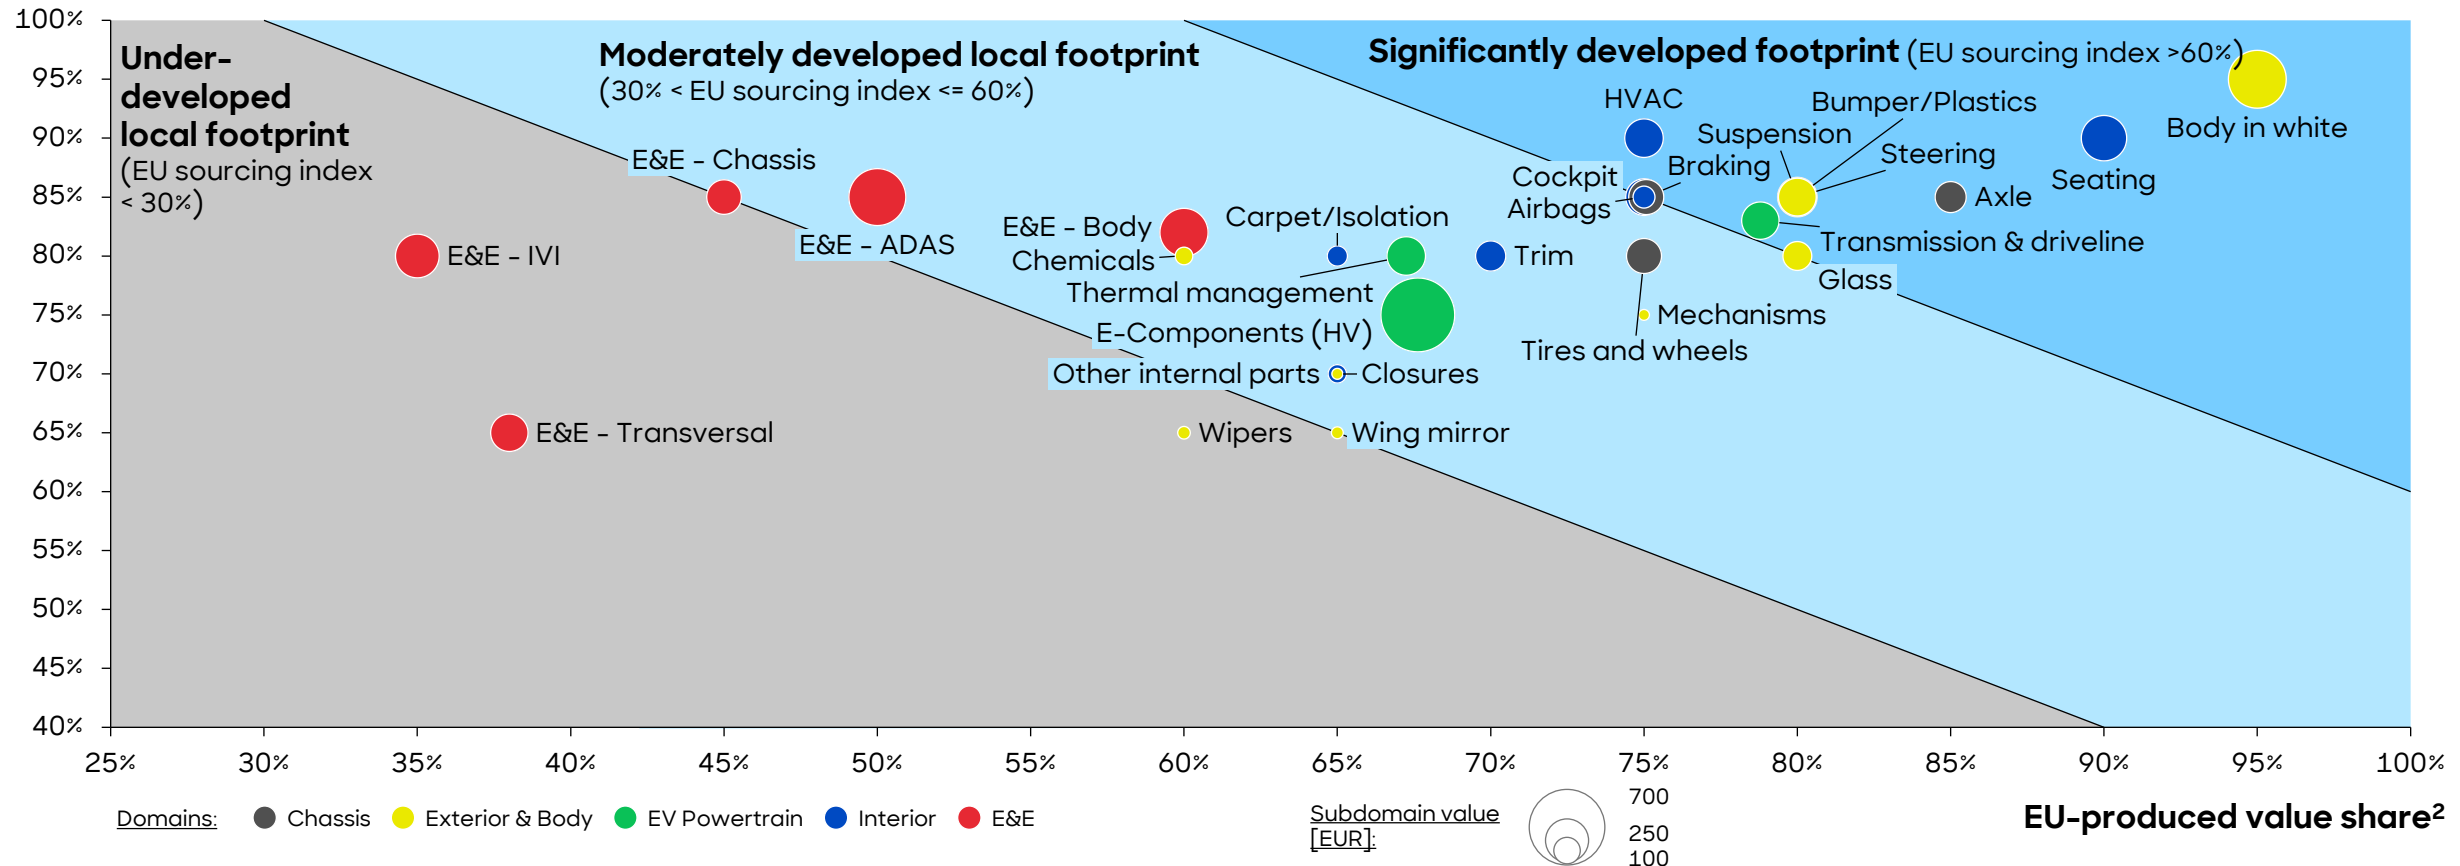 100%
95%
90%
85%
80%
75%
70%
65%
60%
55%
50%
45%
40%
Under-
developed
local footprint
(EU sourcing index
< 30%)
Moderately developed local footprint
(30% < EU sourcing index <= 60%)
Significantly developed footprint (EU sourcing index >60%)
HVAC
Bumper/Plastics
Suspension
Body in white
Steering
E&E - Chassis
Braking
Cockpit
Seating
Airbags
Axle
Carpet/Isolation
E&E - Body
E&E - ADAS
Transmission & driveline
E&E - IVI
Chemicals
Trim
Glass
Thermal management
Mechanisms
E-Components (HV)
Tires and wheels
Other internal parts
Closures
E&E - Transversal
Wipers
Wing mirror
25% 30% 35% 40% 45% 50% 55% 60% 65% 70% 75% 80% 85% 90% 95% 100%
Domains: Chassis Exterior & Body EV Powertrain Interior E&E
Subdomain value
[EUR]:
700
250
100
EU-produced value share²